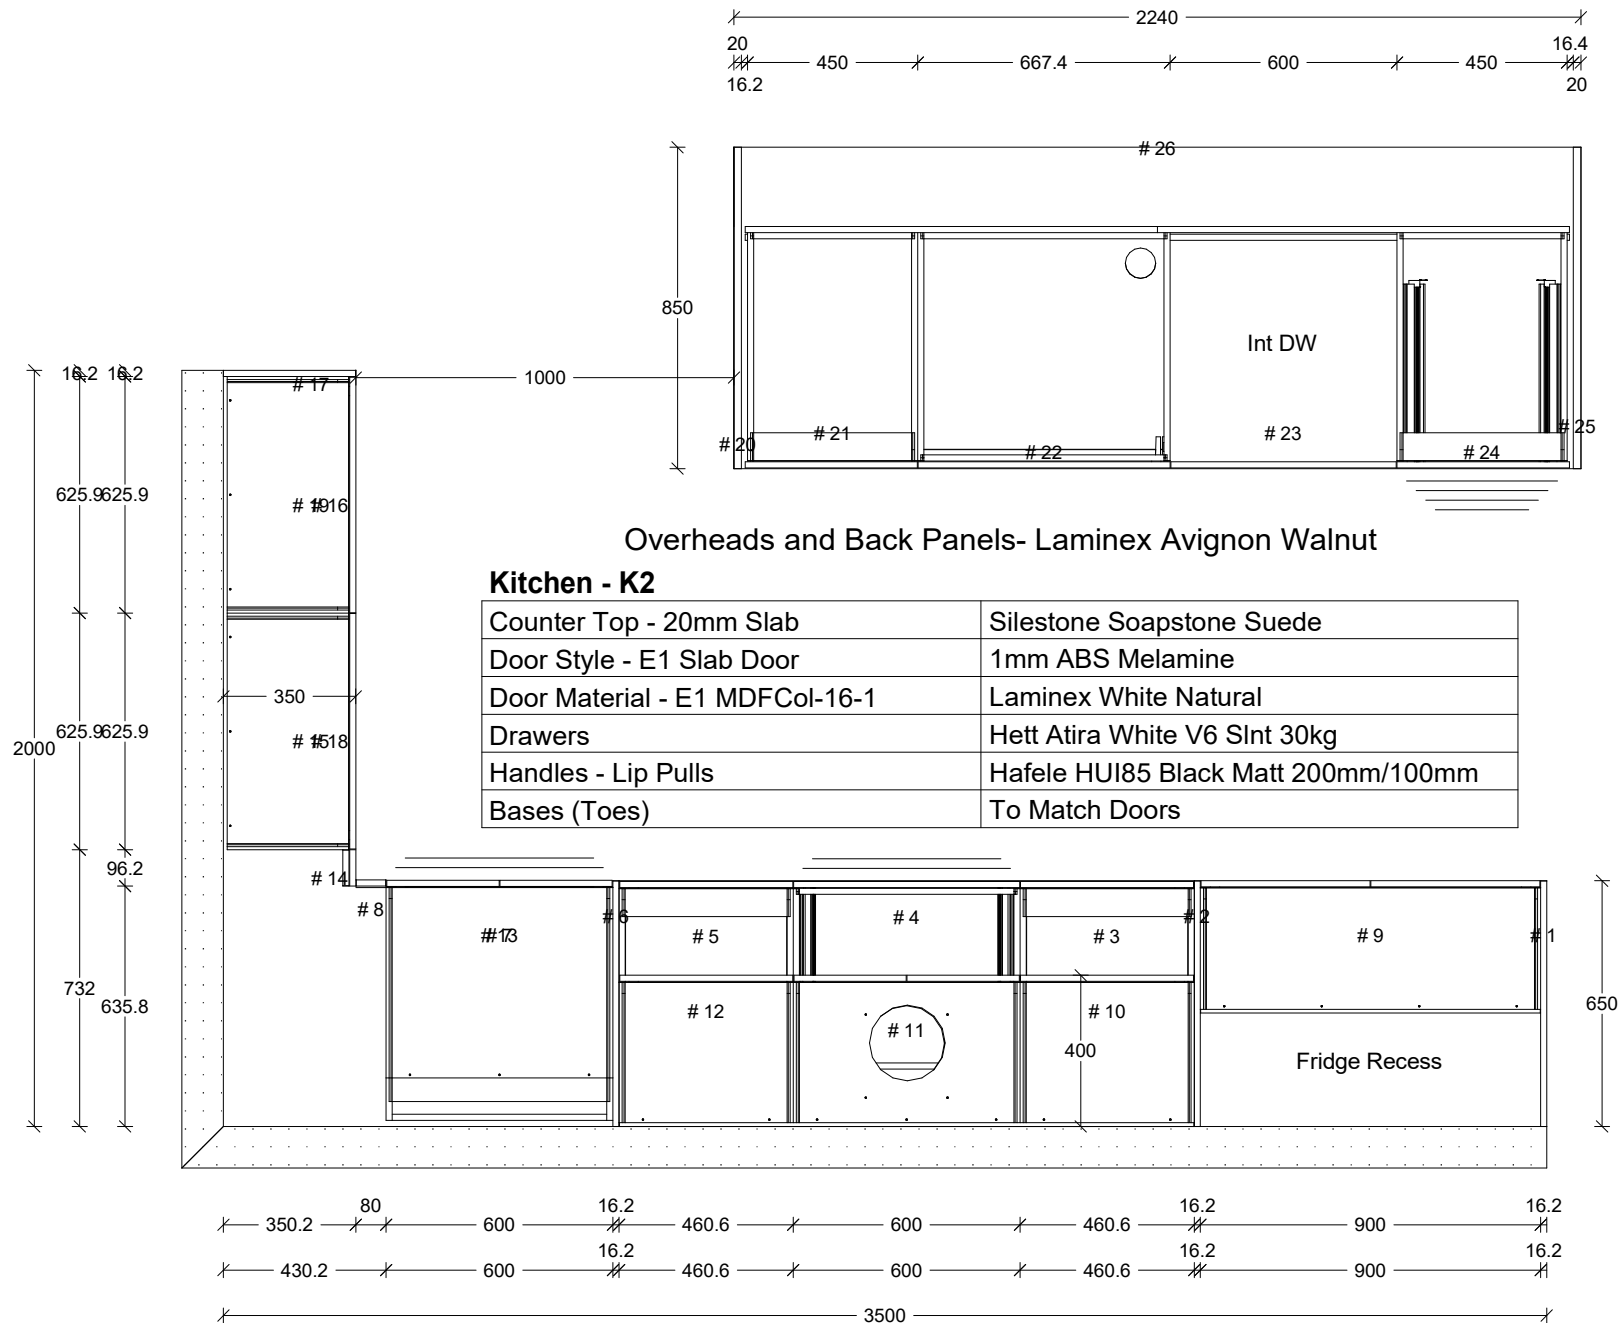 2240
20 16.4
450 667.4 600 450
16.2 20
# 26
850
Int DW
16.2 16.2
# 17
1000
# 20
# 21
# 22
# 23
# 24
# 25
625.9 625.9
# 19 # 16
Overheads and Back Panels- Laminex Avignon Walnut
Kitchen - K2
Counter Top - 20mm Slab Silestone Soapstone Suede
Door Style - E1 Slab Door 1mm ABS Melamine
Door Material - E1 MDFCol-16-1 Laminex White Natural
Drawers Hett Atira White V6 Slnt 30kg
Handles - Lip Pulls Hafele HUI85 Black Matt 200mm/100mm
Bases (Toes) To Match Doors
350
2000
625.9 625.9
# 15 # 18
96.2
# 14
# 8
# 7 # 13
# 6
# 5
# 4
# 3
# 2
# 9
# 1
732
635.8
# 12
# 11
# 10
400
650
Fridge Recess
80 16.2 16.2 16.2
350.2 600 460.6 600 460.6 900
16.2 16.2 16.2
430.2 600 460.6 600 460.6 900
3500